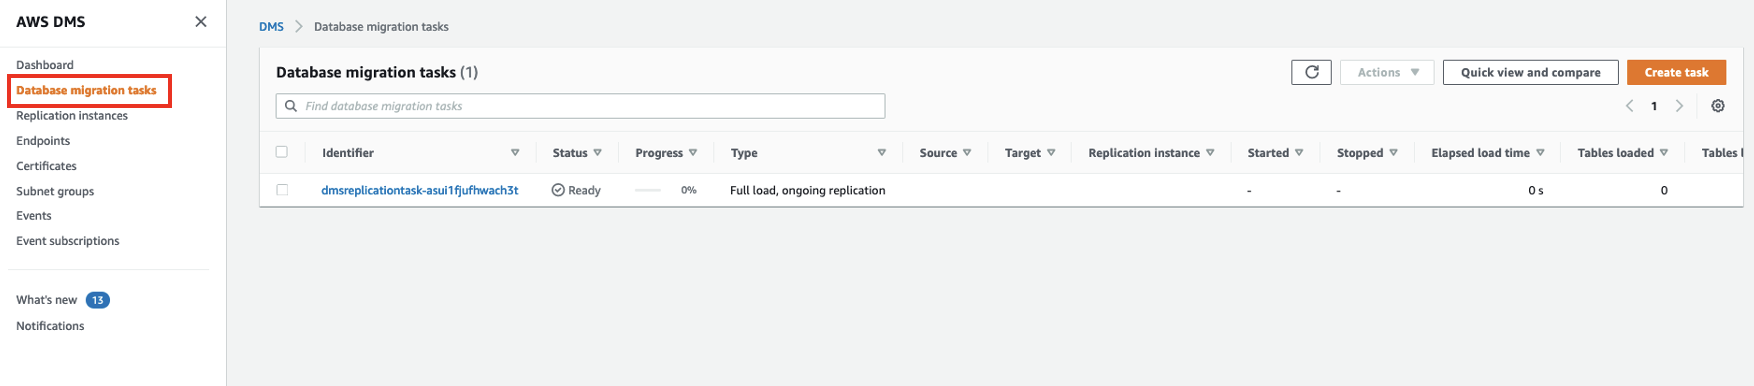 AWS DMS
Dashboard
Database migration tasks
Replication instances
Endpoints
Certificates
Subnet groups
Events
Event subscriptions
What's new 13
Notifications
DMS Database migration tasks
Database migration tasks (1)
Actions Quick view and compare Create task
Find database migration tasks
1
Identifier Status Progress Type Source Target Replication instance Started Stopped Elapsed load time Tables loaded Tables l
dmsreplicationtask-asui1fjufhwach3t Ready 0% Full load, ongoing replication - - 0 s 0